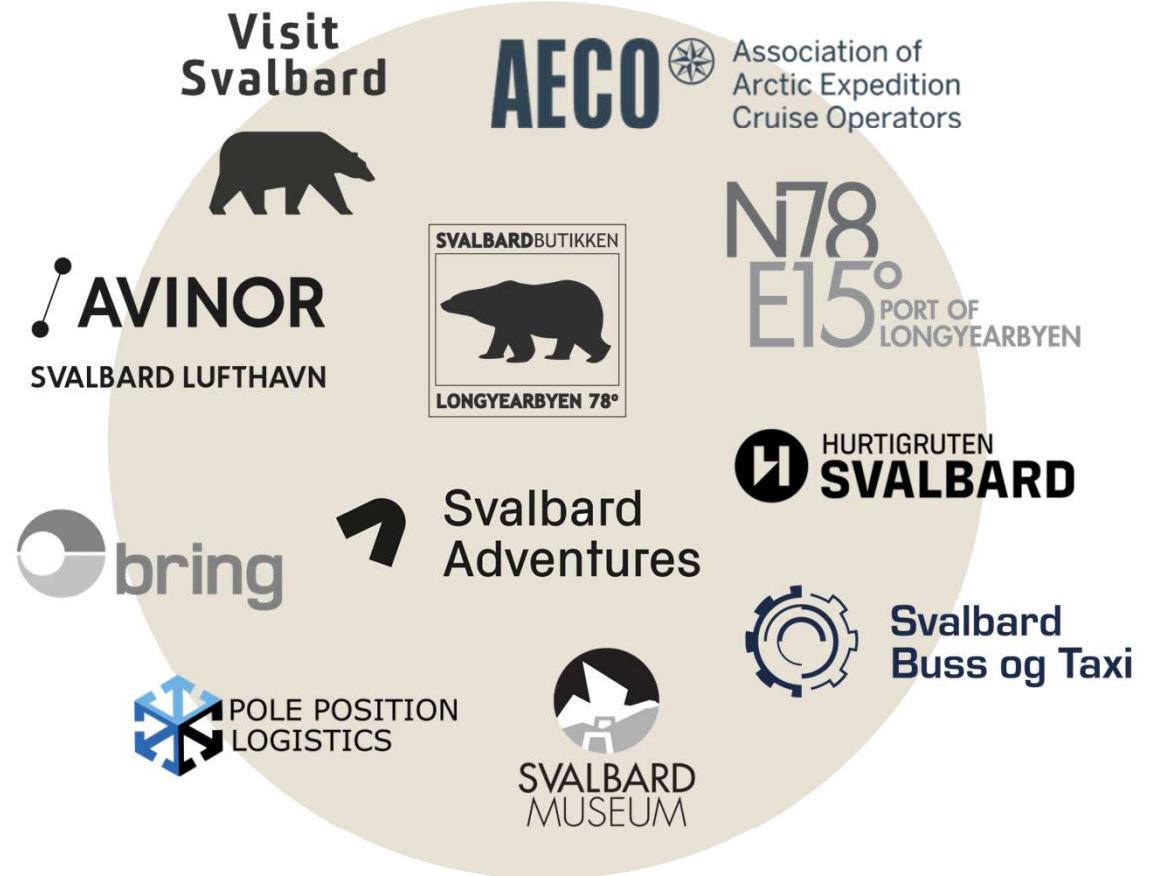 Visit
Svalbard
AECO
Association of
Arctic Expedition
Cruise Operators
N78
E15°
PORT OF
LONGYEARBYEN
AVINOR
SVALBARD LUFTHAVN
SVALBARDBUTIKKEN
LONGYEARBYEN 78°
HURTIGRUTEN
SVALBARD
bring
Svalbard
Adventures
Svalbard
Buss og Taxi
POLE POSITION
LOGISTICS
SVALBARD
MUSEUM